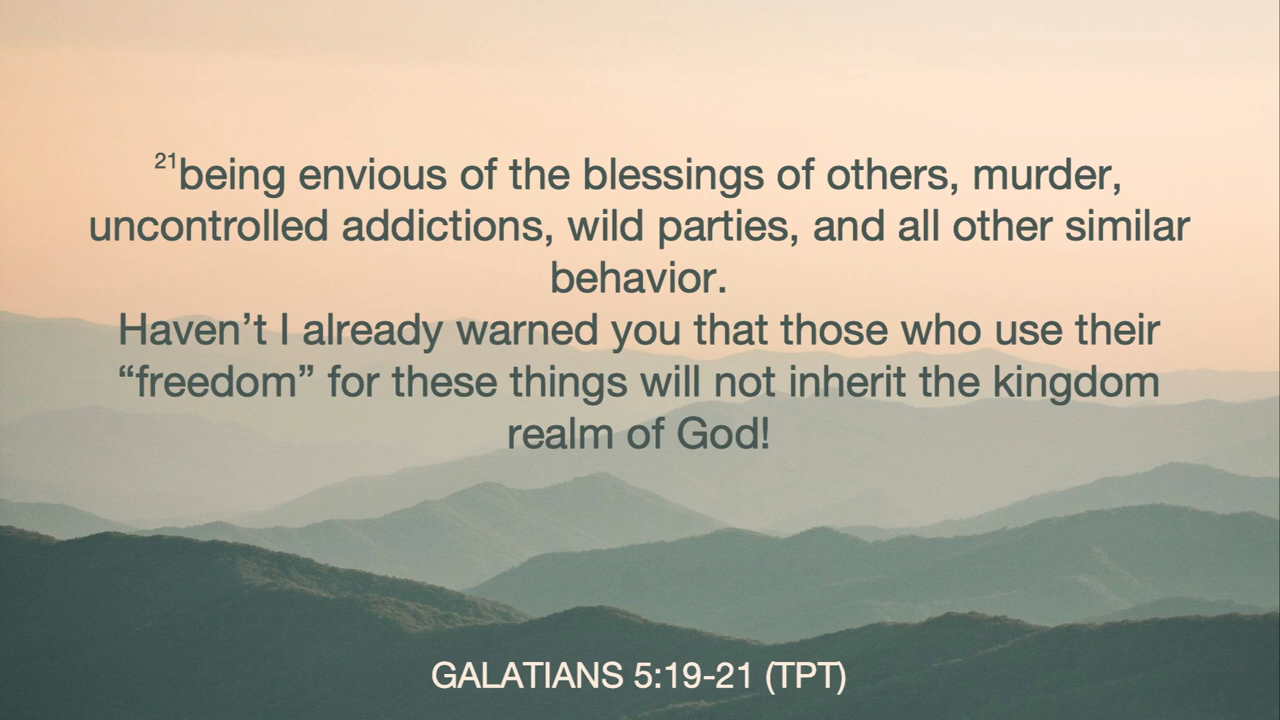 ²¹being envious of the blessings of others, murder,
uncontrolled addictions, wild parties, and all other similar
behavior.
Haven’t I already warned you that those who use their
“freedom” for these things will not inherit the kingdom
realm of God!
GALATIANS 5:19-21 (TPT)